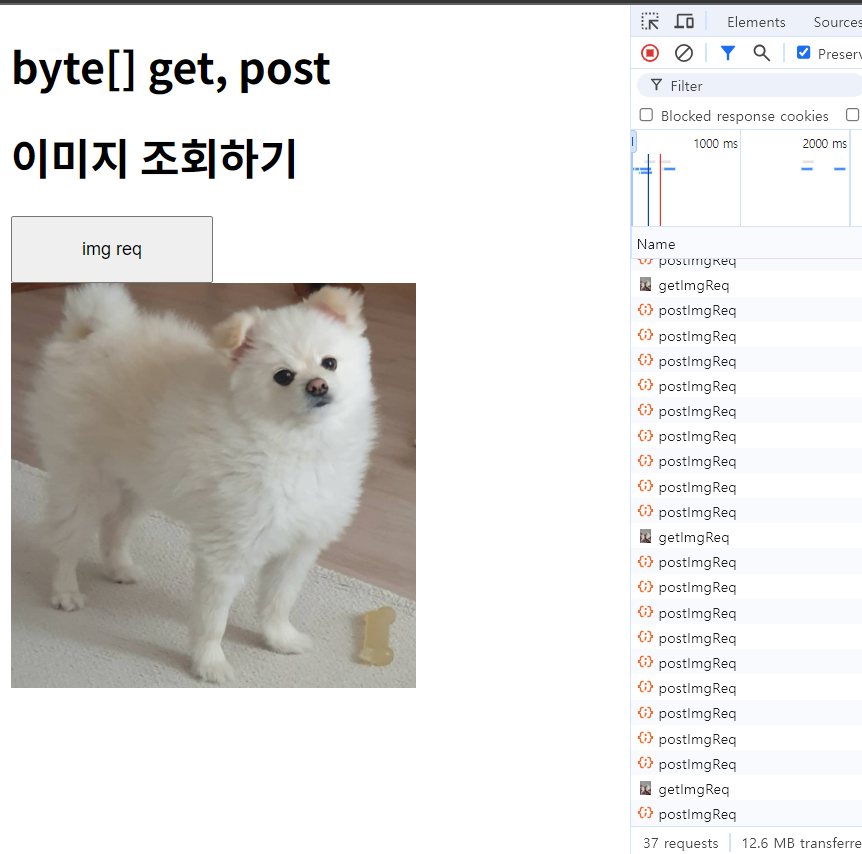 byte[] get, post
이미지 조회하기
img req
Elements
Sources
Preserv
Filter
Blocked response cookies
1000 ms
2000 ms
Name
postImgReq
getImgReq
postImgReq
postImgReq
postImgReq
postImgReq
postImgReq
postImgReq
postImgReq
postImgReq
postImgReq
getImgReq
postImgReq
postImgReq
postImgReq
postImgReq
postImgReq
postImgReq
postImgReq
postImgReq
postImgReq
getImgReq
postImgReq
37 requests
12.6 MB transferre